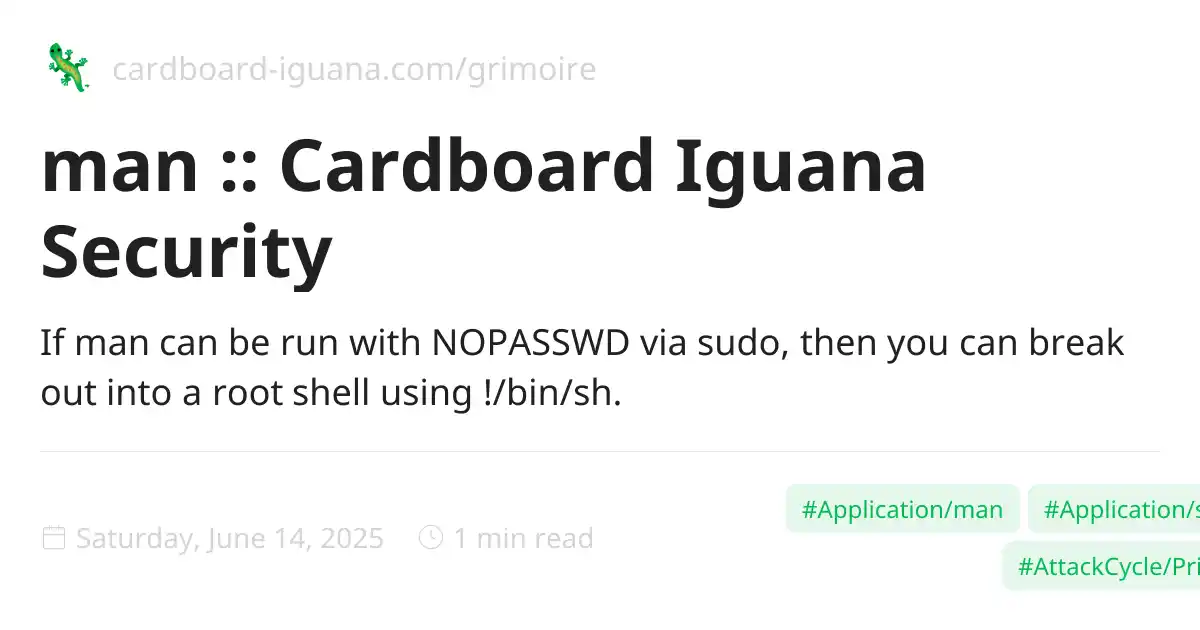 cardboard-iguana.com/grimoire
man :: Cardboard Iguana
Security
If man can be run with NOPASSWD via sudo, then you can break
out into a root shell using !/bin/sh.
Saturday, June 14, 2025 1 min read
#Application/man #Application/s
#AttackCycle/Pri